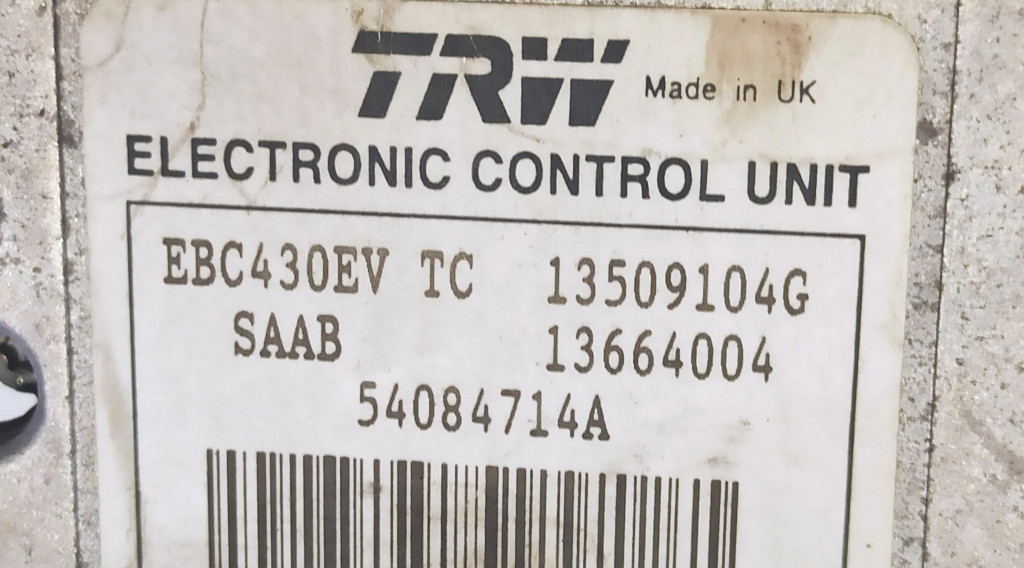 TRW Made in UK
ELECTRONIC CONTROL UNIT
EBC430EV TC 13509104G
SAAB 13664004
54084714A